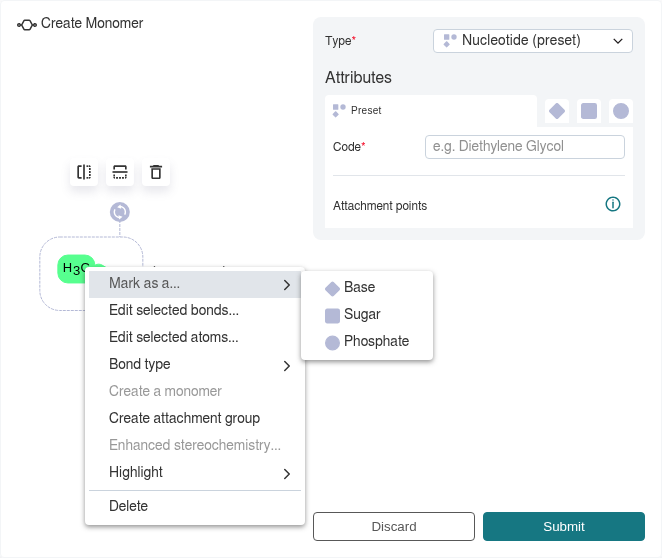 Create Monomer
Type*
Nucleotide (preset)
Attributes
Preset
Code*
e.g. Diethylene Glycol
Attachment points
H3C
Mark as a...
Edit selected bonds...
Edit selected atoms...
Bond type
Create a monomer
Create attachment group
Enhanced stereochemistry...
Highlight
Delete
Base
Sugar
Phosphate
Discard
Submit